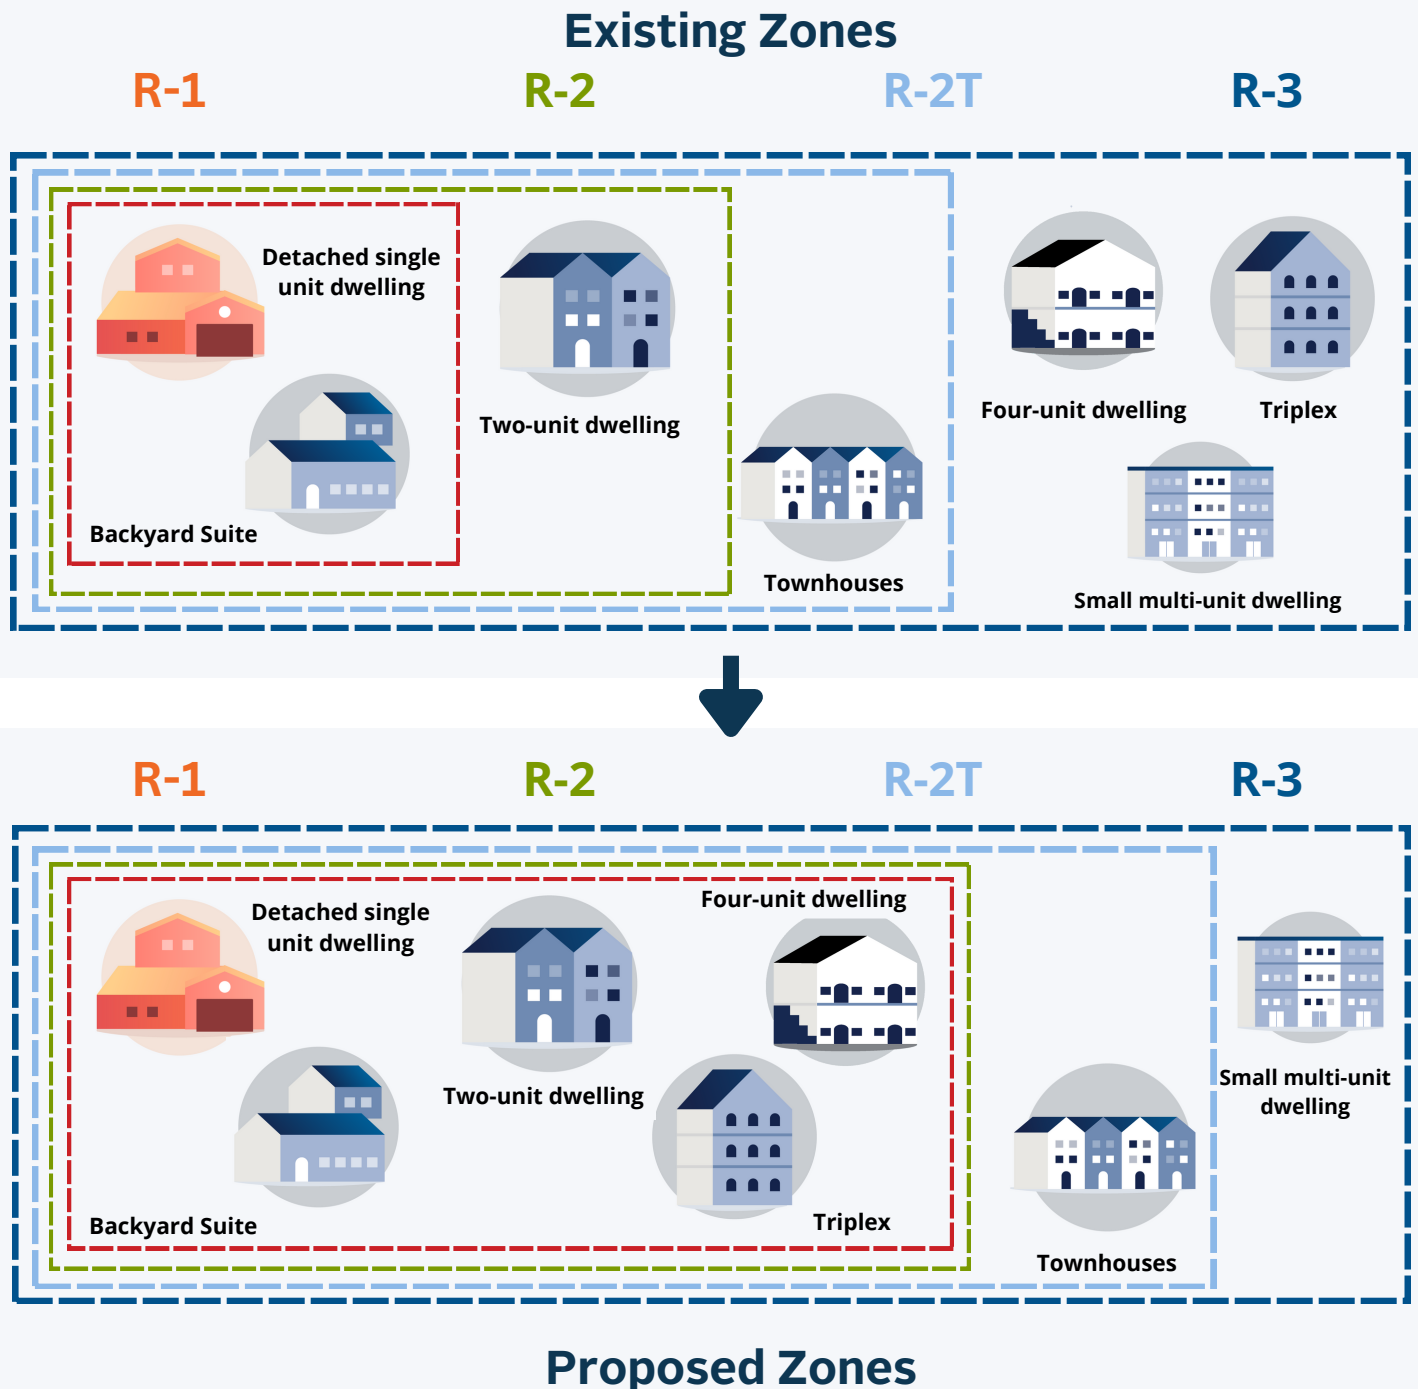 Existing Zones
R-1
R-2
R-2T
R-3
Detached single
unit dwelling
Backyard Suite
Two-unit dwelling
Townhouses
Four-unit dwelling
Triplex
Small multi-unit dwelling
R-1
R-2
R-2T
R-3
Detached single
unit dwelling
Backyard Suite
Two-unit dwelling
Four-unit dwelling
Triplex
Townhouses
Small multi-unit
dwelling
Proposed Zones